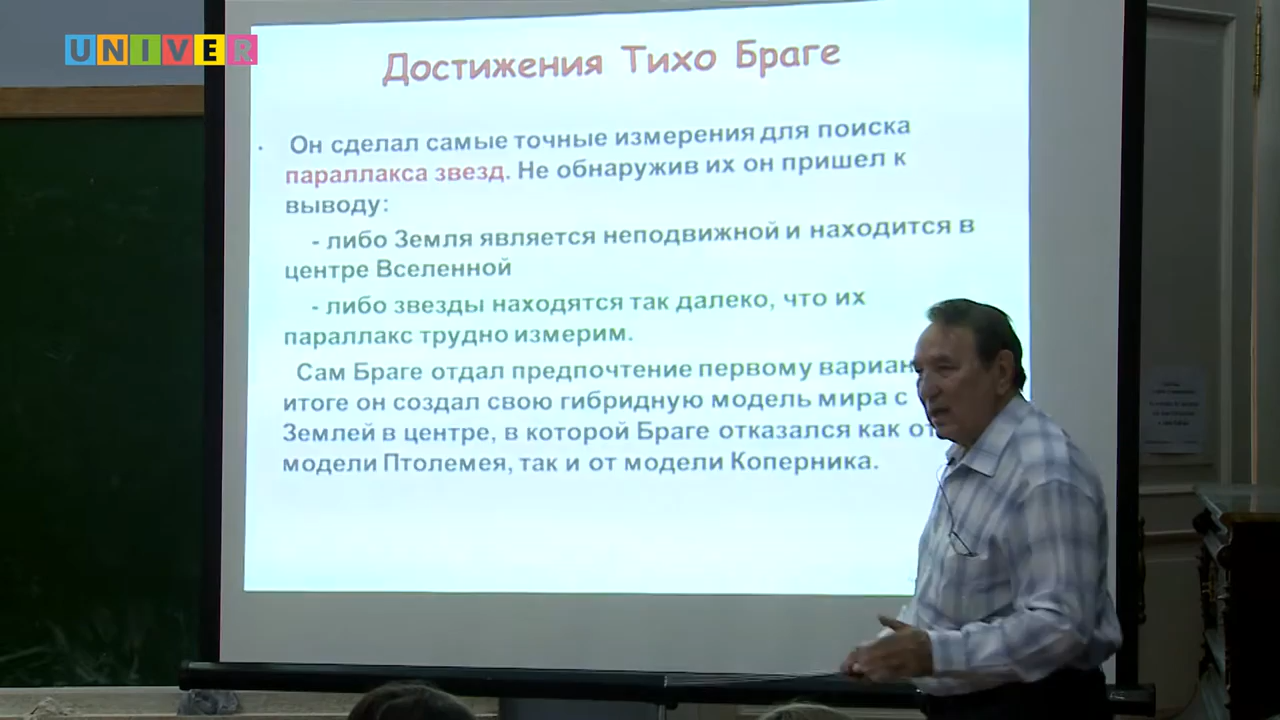 UNIVER
Достижения Тихо Браге
Он сделал самые точные измерения для поиска
параллакса звезд. Не обнаружив их он пришел к
выводу:
- либо Земля является неподвижной и находится в
центре Вселенной
- либо звезды находятся так далеко, что их
параллакс трудно измерим.
Сам Браге отдал предпочтение первому
итоге он создал свою гибридную модель мира с
Землей в центре, в которой Браге отказался как от
модели Птолемея, так и от модели Коперника.